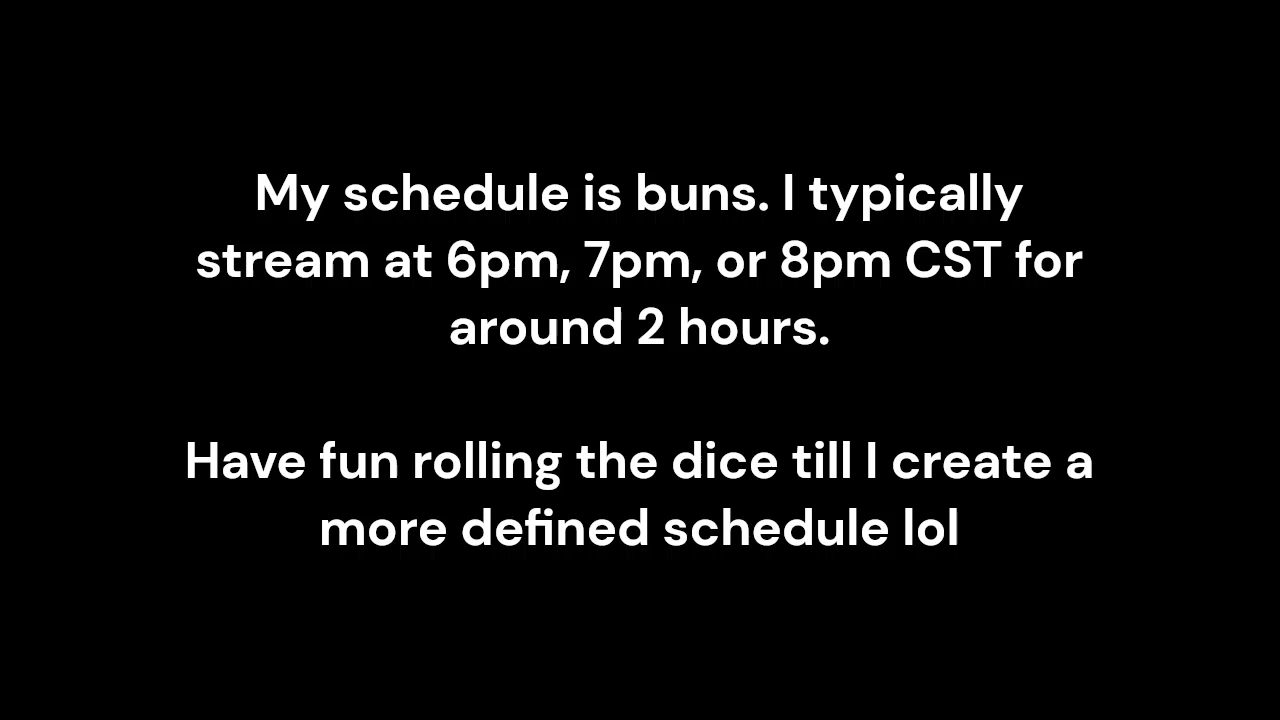 My schedule is buns. I typically
stream at 6pm, 7pm, or 8pm CST for
around 2 hours.
Have fun rolling the dice till I create a
more defined schedule lol